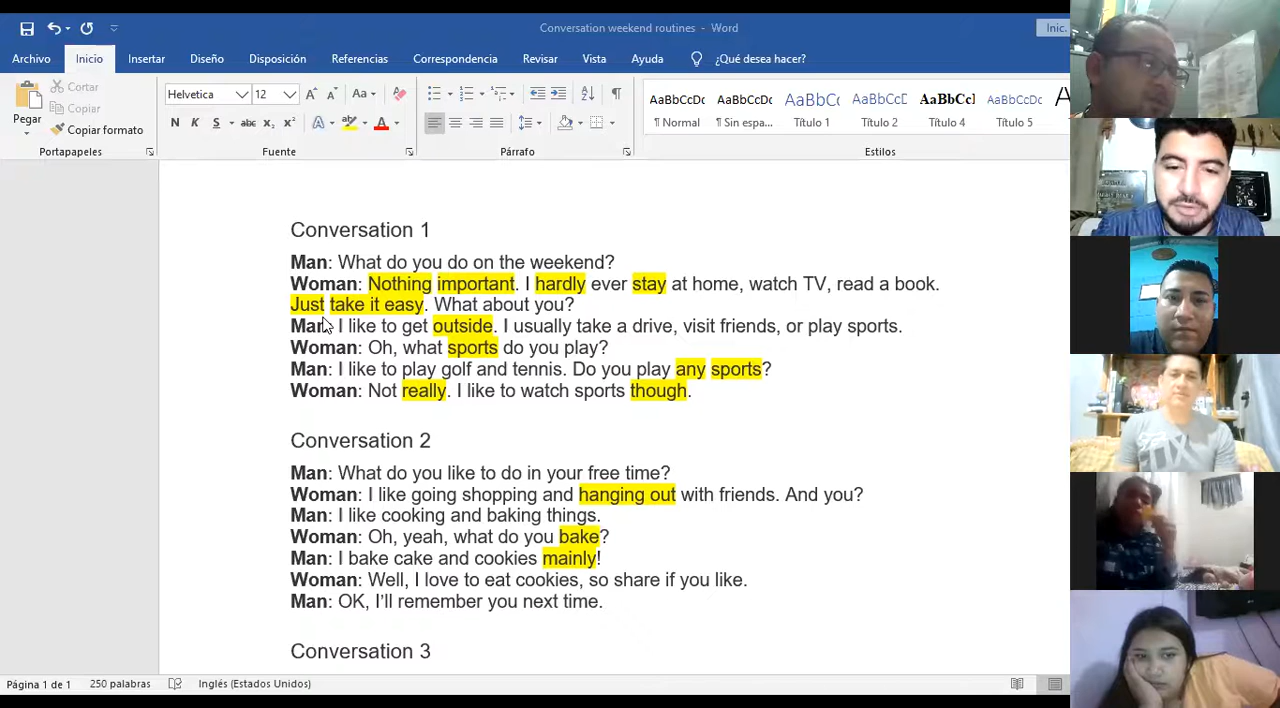 Conversation weekend routines - Word
Inic.
Archivo Inicio Insertar Diseño Disposición Referencias Correspondencia Revisar Vista Ayuda ¿Qué desea hacer?
Pegar
Cortar
Copiar
Copiar formato
Portapapeles
Helvetica 12
N K S abc x₂ x²
Fuente
Párrafo
AaBbCcDc AaBbCcDc AaBbC AaBbCcD AaBbCcI AaBbCcDc
¶ Normal ¶ Sin espa... Título 1 Título 2 Título 4 Título 5
Estilos
Conversation 1
Man: What do you do on the weekend?
Woman: Nothing important. I hardly ever stay at home, watch TV, read a book.
Just take it easy. What about you?
Man: I like to get outside. I usually take a drive, visit friends, or play sports.
Woman: Oh, what sports do you play?
Man: I like to play golf and tennis. Do you play any sports?
Woman: Not really. I like to watch sports though.
Conversation 2
Man: What do you like to do in your free time?
Woman: I like going shopping and hanging out with friends. And you?
Man: I like cooking and baking things.
Woman: Oh, yeah, what do you bake?
Man: I bake cake and cookies mainly!
Woman: Well, I love to eat cookies, so share if you like.
Man: OK, I'll remember you next time.
Conversation 3
Página 1 de 1 250 palabras Inglés (Estados Unidos)